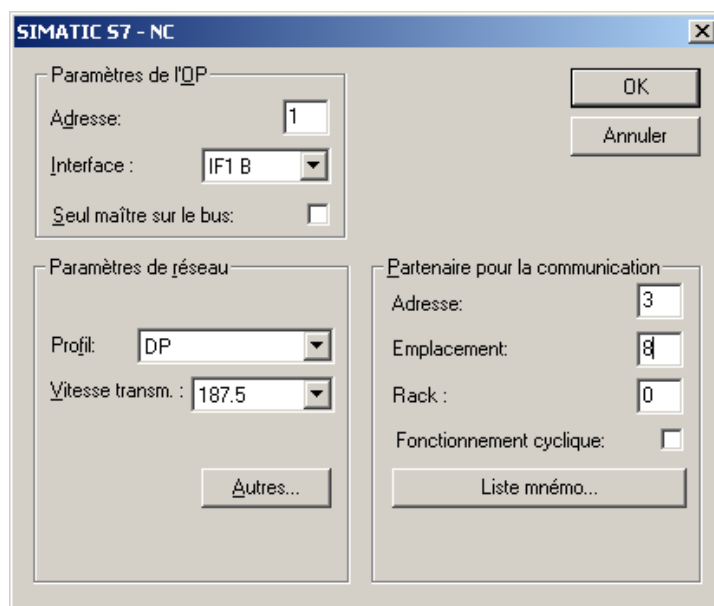 SIMATIC S7 - NC
Paramètres de l'OP
Adresse: 1
Interface : IF1 B
Seul maître sur le bus:
OK
Annuler
Paramètres de réseau
Profil: DP
Vitesse transm. : 187.5
Autres...
Partenaire pour la communication
Adresse: 3
Emplacement: 8
Rack : 0
Fonctionnement cyclique:
Liste mnémo...